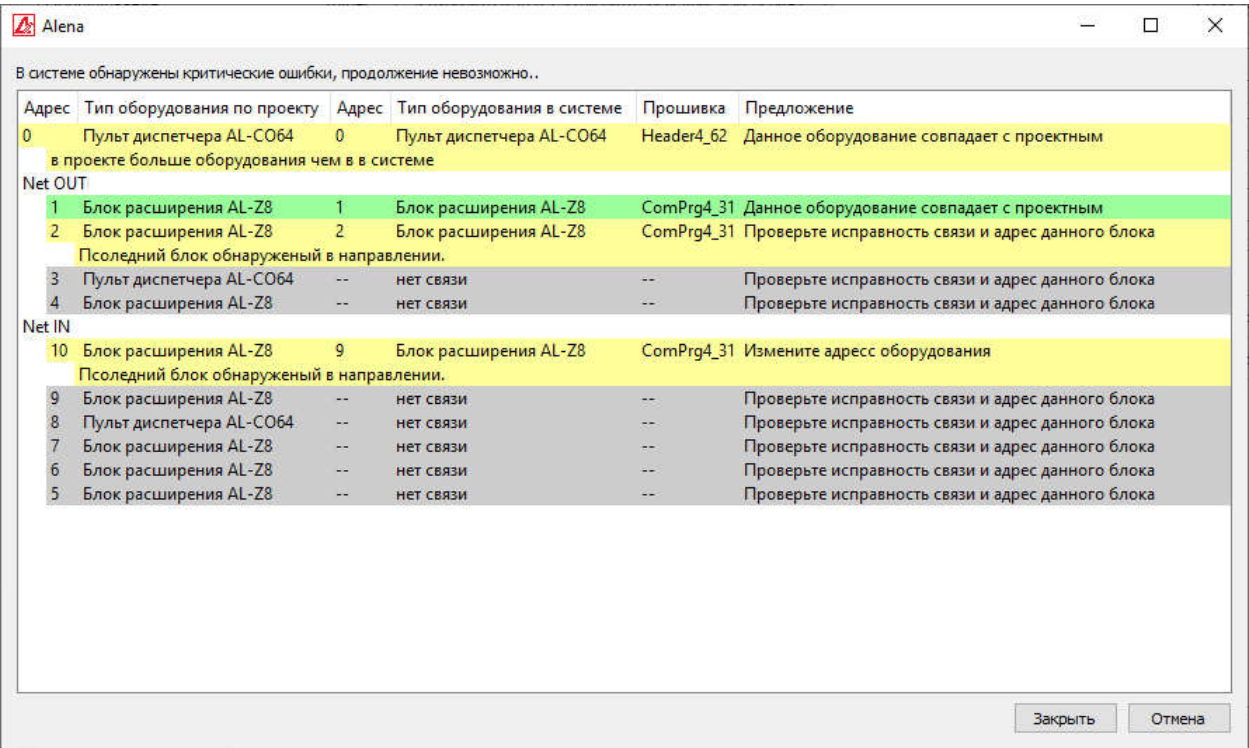 Alena
В системе обнаружены критические ошибки, продолжение невозможно..
Адрес Тип оборудования по проекту Адрес Тип оборудования в системе Прошивка Предложение
0 Пульт диспетчера AL-CO64 0 Пульт диспетчера AL-CO64 Header4_62 Данное оборудование совпадает с проектным
в проекте больше оборудования чем в в системе
Net OUT
1 Блок расширения AL-Z8 1 Блок расширения AL-Z8 ComPrg4_31 Данное оборудование совпадает с проектным
2 Блок расширения AL-Z8 2 Блок расширения AL-Z8 ComPrg4_31 Проверьте исправность связи и адрес данного блока
Псоледний блок обнаруженый в направлении.
3 Пульт диспетчера AL-CO64 -- нет связи -- Проверьте исправность связи и адрес данного блока
4 Блок расширения AL-Z8 -- нет связи -- Проверьте исправность связи и адрес данного блока
Net IN
10 Блок расширения AL-Z8 9 Блок расширения AL-Z8 ComPrg4_31 Измените адресс оборудования
Псоледний блок обнаруженый в направлении.
9 Блок расширения AL-Z8 -- нет связи -- Проверьте исправность связи и адрес данного блока
8 Пульт диспетчера AL-CO64 -- нет связи -- Проверьте исправность связи и адрес данного блока
7 Блок расширения AL-Z8 -- нет связи -- Проверьте исправность связи и адрес данного блока
6 Блок расширения AL-Z8 -- нет связи -- Проверьте исправность связи и адрес данного блока
5 Блок расширения AL-Z8 -- нет связи -- Проверьте исправность связи и адрес данного блока
Закрыть Отмена